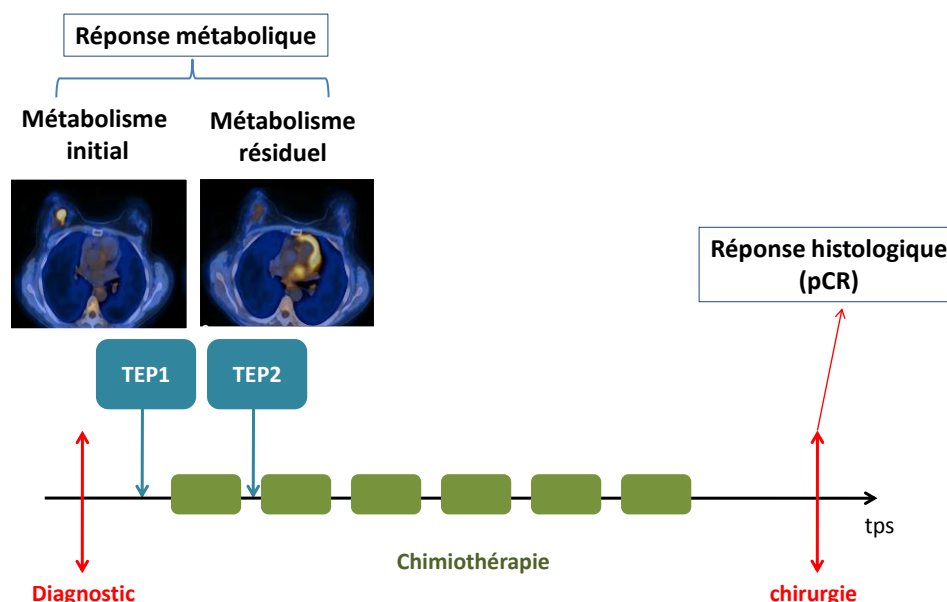 Réponse métabolique
Métabolisme
initial
Métabolisme
résiduel
Réponse histologique
(pCR)
TEP1
TEP2
tps
Chimiothérapie
Diagnostic
chirurgie